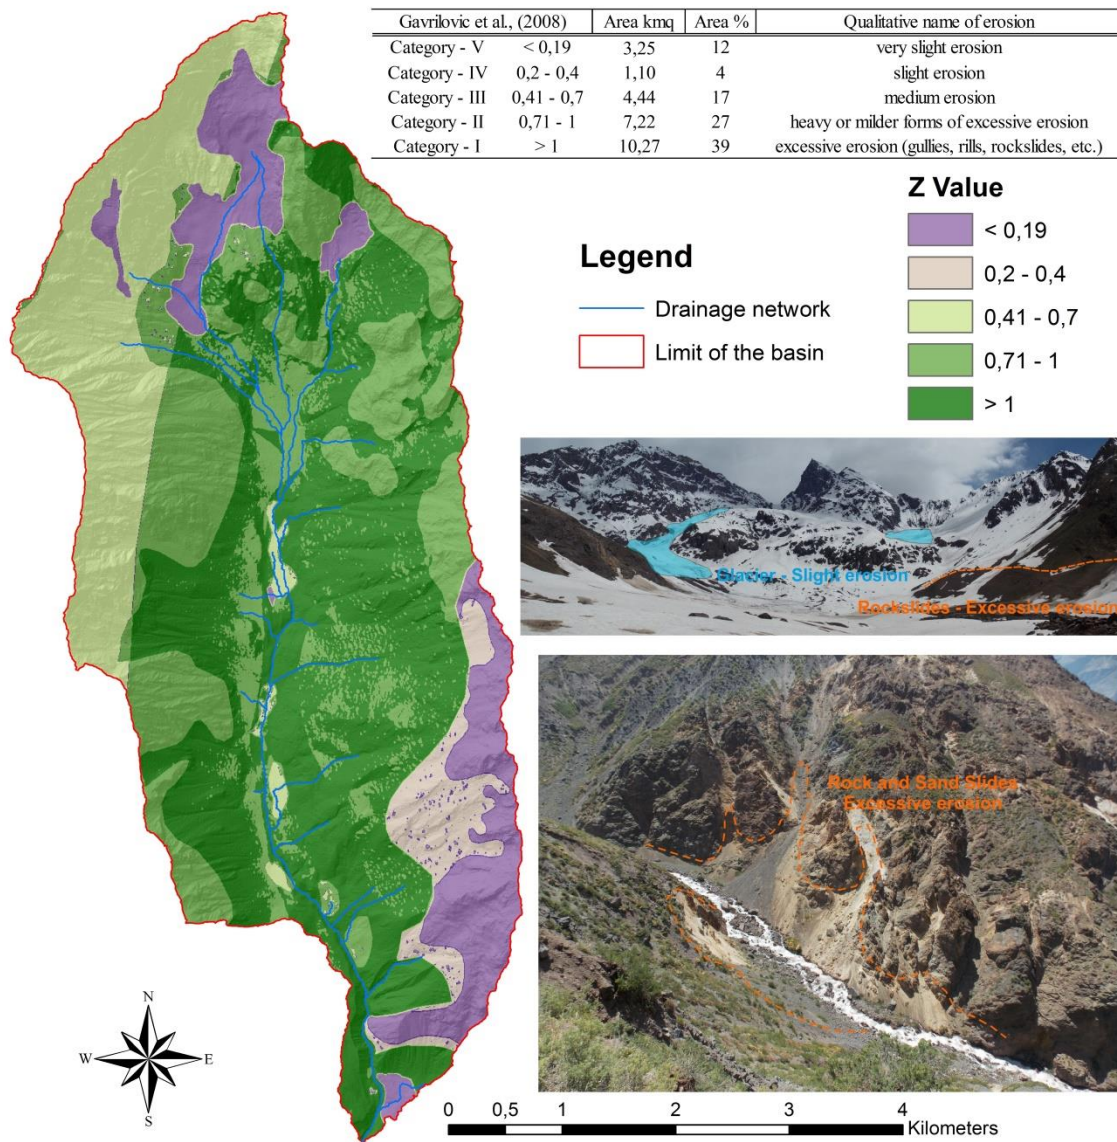 Gavrilovic et al., (2008) Area kmq Area % Qualitative name of erosion
Category - V < 0,19 3,25 12 very slight erosion
Category - IV 0,2 - 0,4 1,10 4 slight erosion
Category - III 0,41 - 0,7 4,44 17 medium erosion
Category - II 0,71 - 1 7,22 27 heavy or milder forms of excessive erosion
Category - I > 1 10,27 39 excessive erosion (gullies, rills, rockslides, etc.)
Z Value
< 0,19
0,2 - 0,4
0,41 - 0,7
0,71 - 1
> 1
Legend
Drainage network
Limit of the basin
Glacier - Slight erosion
Rockslides - Excessive erosion
Rock and Sand Slides
Excessive erosion
N
W E
S
0 0,5 1 2 3 4
Kilometers